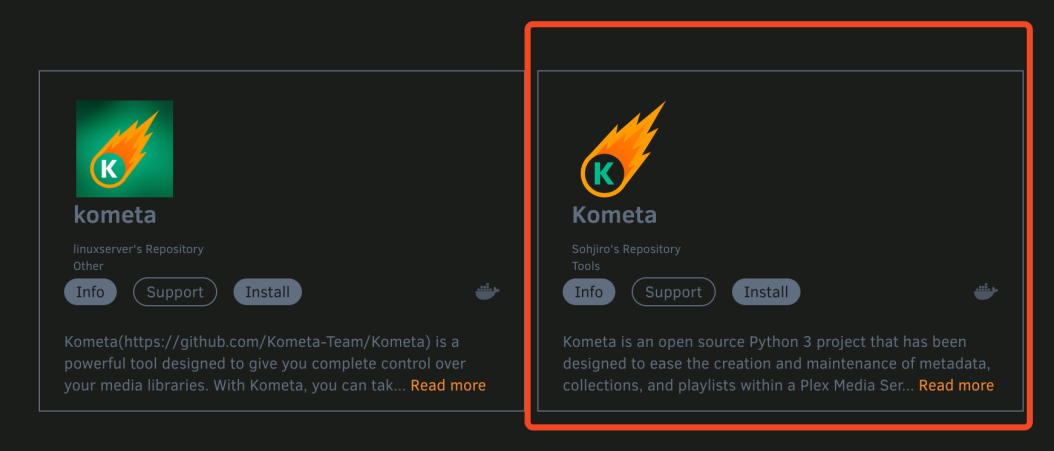 K
kometa
linuxserver's Repository
Other
Info Support Install
Kometa(https://github.com/Kometa-Team/Kometa) is a
powerful tool designed to give you complete control over
your media libraries. With Kometa, you can tak... Read more
K
Kometa
Sohjiro's Repository
Tools
Info Support Install
Kometa is an open source Python 3 project that has been
designed to ease the creation and maintenance of metadata,
collections, and playlists within a Plex Media Ser... Read more